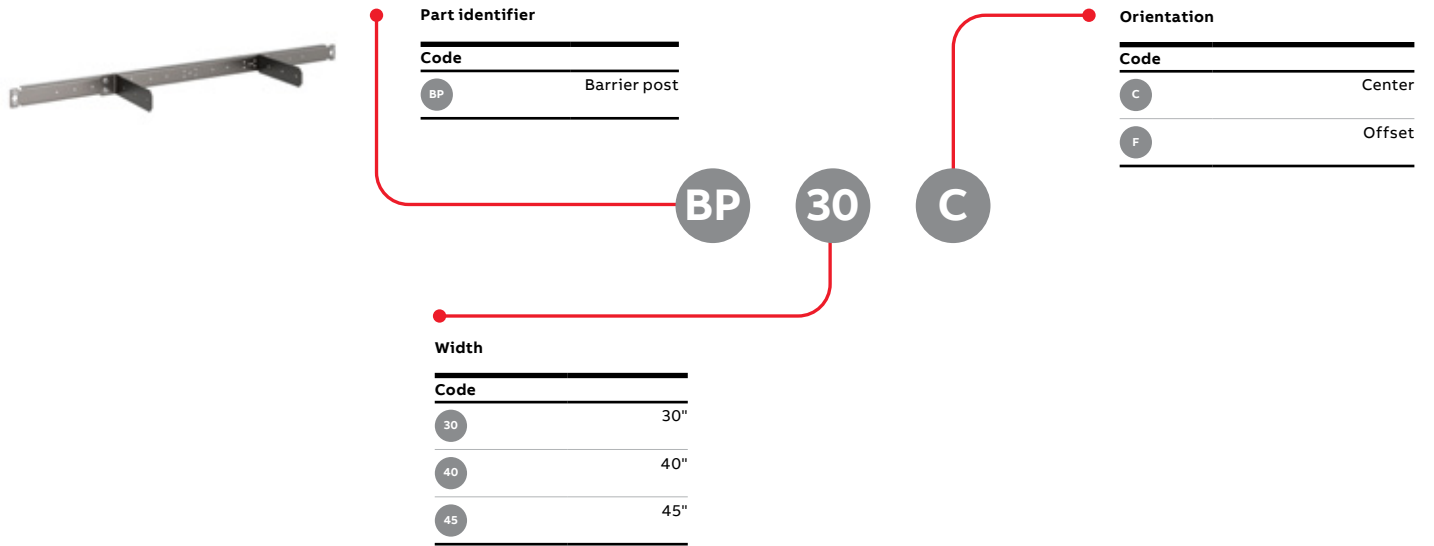 Part identifier
Code
BP Barrier post
Orientation
Code
C Center
F Offset
BP 30 C
Width
Code
30 30"
40 40"
45 45"